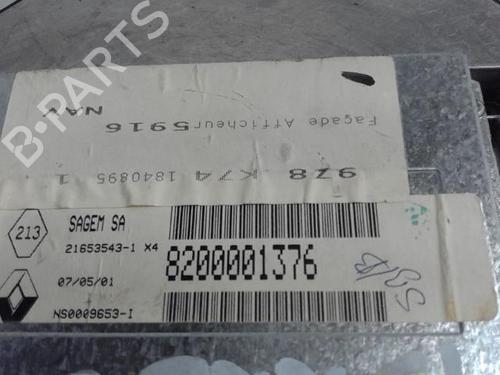 NAV
Façade Afficheur 5916
978 K74 1840895 1
213
SAGEM SA
21653543-1 X4
8200001376
07/05/01
NS0009653-I
B-PARTS